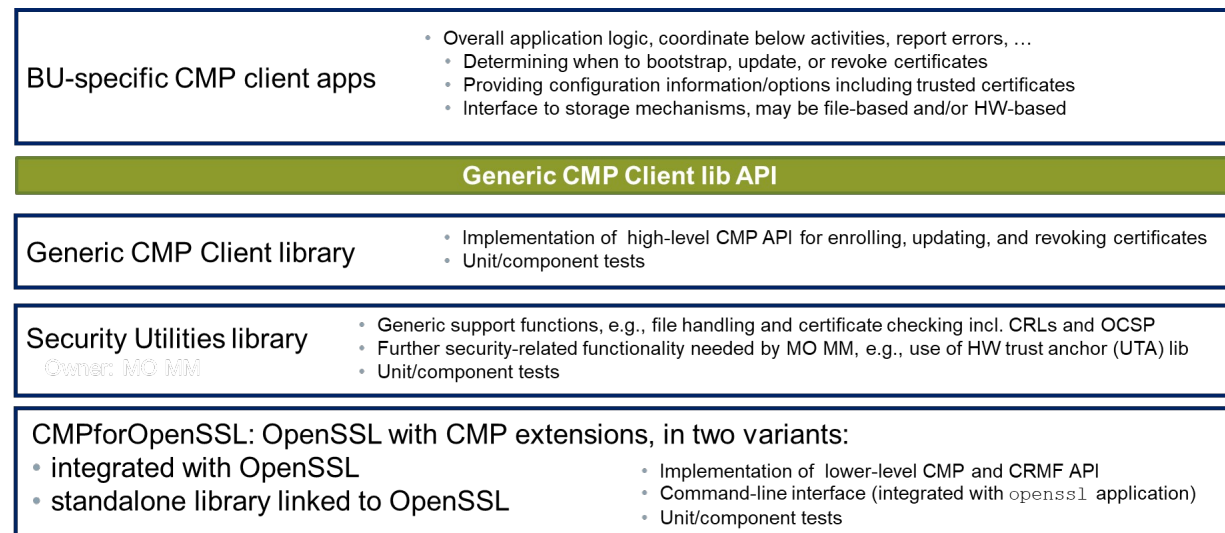 BU-specific CMP client apps
• Overall application logic, coordinate below activities, report errors, …
• Determining when to bootstrap, update, or revoke certificates
• Providing configuration information/options including trusted certificates
• Interface to storage mechanisms, may be file-based and/or HW-based
Generic CMP Client lib API
Generic CMP Client library
• Implementation of high-level CMP API for enrolling, updating, and revoking certificates
• Unit/component tests
Security Utilities library
Owner: MO MM
• Generic support functions, e.g., file handling and certificate checking incl. CRLs and OCSP
• Further security-related functionality needed by MO MM, e.g., use of HW trust anchor (UTA) lib
• Unit/component tests
CMPforOpenSSL: OpenSSL with CMP extensions, in two variants:
• integrated with OpenSSL
• standalone library linked to OpenSSL
• Implementation of lower-level CMP and CRMF API
• Command-line interface (integrated with openssl application)
• Unit/component tests